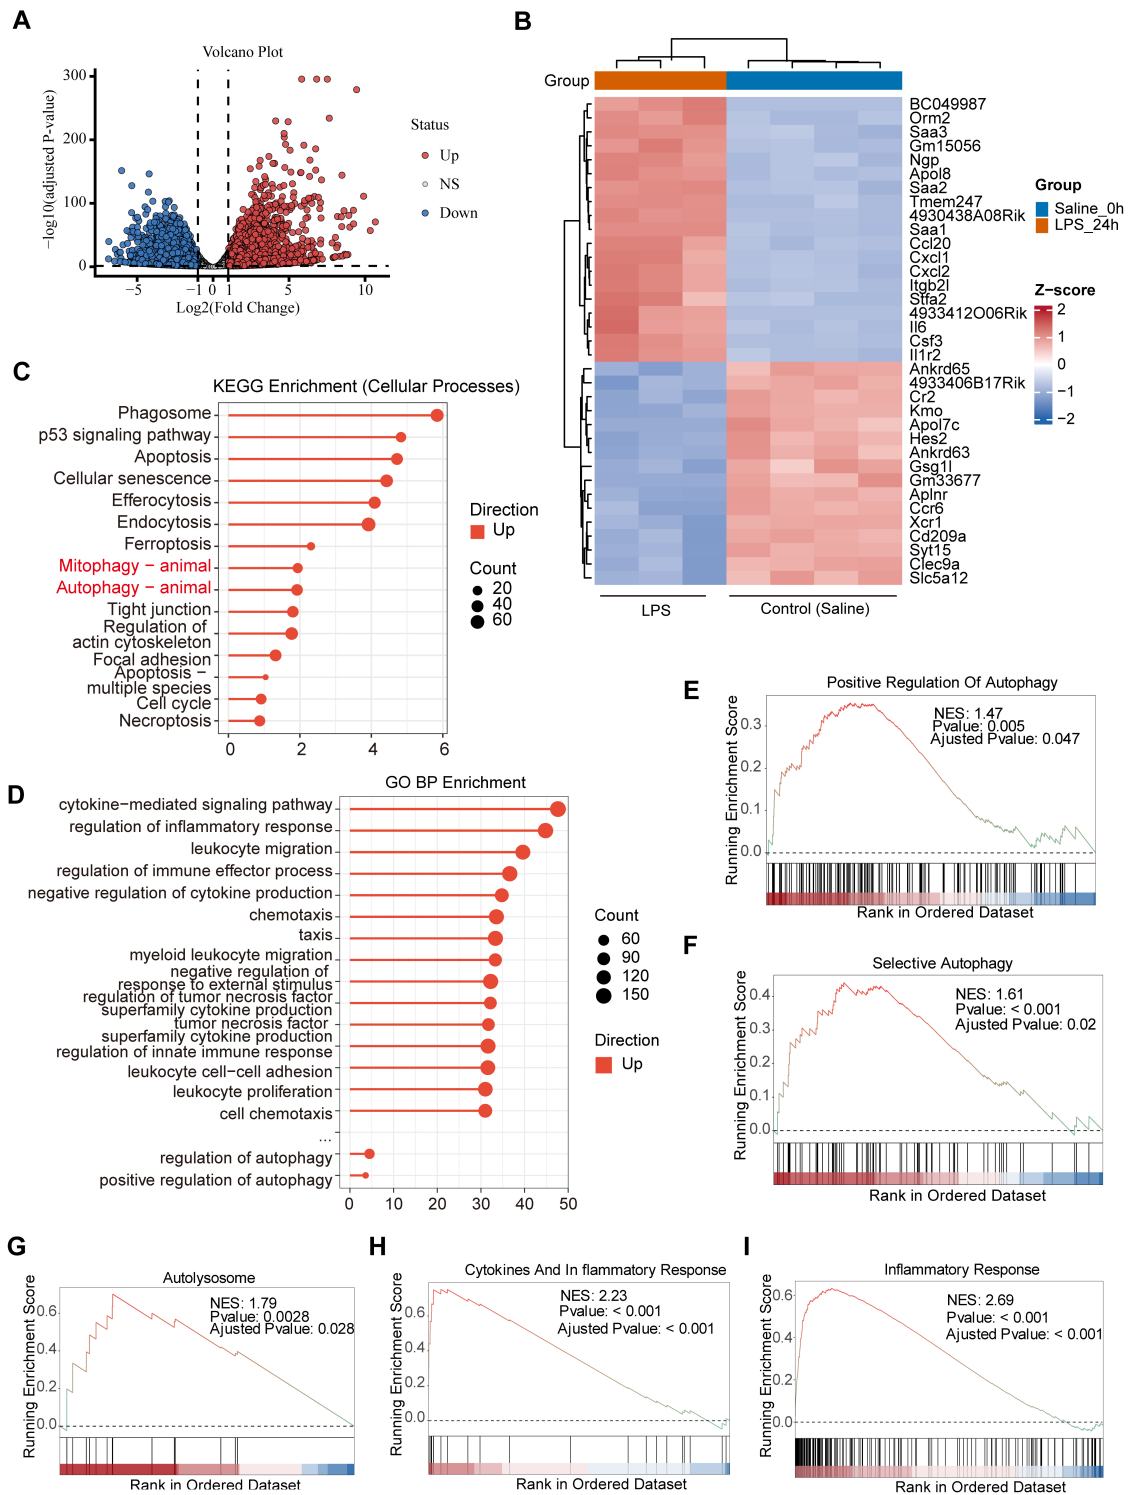 A
Volcano Plot
−log10(adjusted P-value)
300
200
100
0
−5
−1
0
1
5
10
Log2(Fold Change)
Status
Up
NS
Down
B
Group
BC049987
Orm2
Saa3
Gm15056
Ngp
Apol8
Saa2
Tmem247
4930438A08Rik
Saa1
Ccl20
Cxcl1
Cxcl2
Itgb2l
Stfa2
4933412O06Rik
Il6
Csf3
Il1r2
Ankrd65
4933406B17Rik
Cr2
Kmo
Apol7c
Hes2
Ankrd63
Gsg1l
Gm33677
Aplnr
Ccr6
Xcr1
Cd209a
Syt15
Clec9a
Slc5a12
LPS
Control (Saline)
Group
Saline_0h
LPS_24h
Z−score
2
1
0
−1
−2
C
KEGG Enrichment (Cellular Processes)
Phagosome
p53 signaling pathway
Apoptosis
Cellular senescence
Efferocytosis
Endocytosis
Ferroptosis
Mitophagy − animal
Autophagy − animal
Tight junction
Regulation of
actin cytoskeleton
Focal adhesion
Apoptosis −
multiple species
Cell cycle
Necroptosis
0
2
4
6
Direction
Up
Count
20
40
60
D
GO BP Enrichment
cytokine−mediated signaling pathway
regulation of inflammatory response
leukocyte migration
regulation of immune effector process
negative regulation of cytokine production
chemotaxis
taxis
myeloid leukocyte migration
negative regulation of
response to external stimulus
regulation of tumor necrosis factor
superfamily cytokine production
tumor necrosis factor
superfamily cytokine production
regulation of innate immune response
leukocyte cell−cell adhesion
leukocyte proliferation
cell chemotaxis
...
regulation of autophagy
positive regulation of autophagy
0
10
20
30
40
50
Count
60
90
120
150
Direction
Up
E
Positive Regulation Of Autophagy
Running Enrichment Score
0.3
0.2
0.1
0.0
NES: 1.47
Pvalue: 0.005
Ajusted Pvalue: 0.047
Rank in Ordered Dataset
F
Selective Autophagy
Running Enrichment Score
0.4
0.3
0.2
0.1
0.0
NES: 1.61
Pvalue: < 0.001
Ajusted Pvalue: 0.02
Rank in Ordered Dataset
G
Autolysosome
Running Enrichment Score
0.6
0.4
0.2
0.0
NES: 1.79
Pvalue: 0.0028
Ajusted Pvalue: 0.028
Rank in Ordered Dataset
H
Cytokines And In flammatory Response
Running Enrichment Score
0.6
0.4
0.2
0.0
NES: 2.23
Pvalue: < 0.001
Ajusted Pvalue: < 0.001
Rank in Ordered Dataset
I
Inflammatory Response
Running Enrichment Score
0.6
0.4
0.2
0.0
NES: 2.69
Pvalue: < 0.001
Ajusted Pvalue: < 0.001
Rank in Ordered Dataset